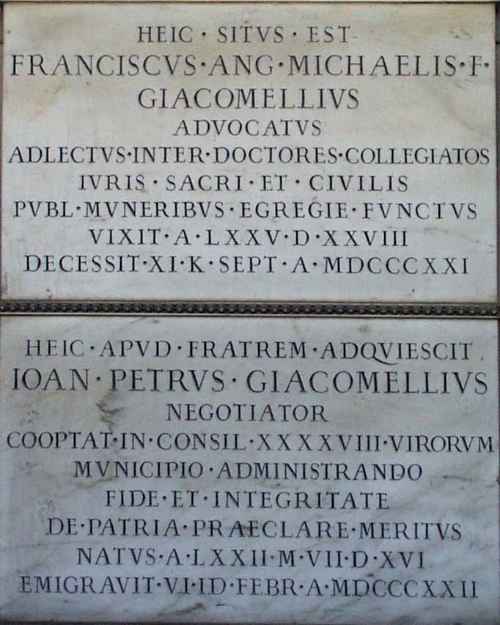 HEIC · SITVS · EST
FRANCISCVS · ANG · MICHAELIS · F ·
GIACOMELLIVS
ADVOCATVS
ADLECTVS · INTER · DOCTORES · COLLEGIATOS
IVRIS · SACRI · ET · CIVILIS
PVBL · MVNERIBVS · EGREGIE · FVNCTVS
VIXIT · A · LXXV · D · XXVIII
DECESSIT · XI · K · SEPT · A · MDCCCXXI
HEIC · APVD · FRATREM · ADQVIESCIT
IOAN · PETRVS · GIACOMELLIVS
NEGOTIATOR
COOPTAT · IN · CONSIL · XXXXVIII · VIRORVM
MVNICIPIO · ADMINISTRANDO
FIDE · ET · INTEGRITATE
DE · PATRIA · PRAECLARE · MERITVS
NATVS · A · LXXII · M · VII · D · XVI
EMIGRAVIT · VI · ID · FEBR · A · MDCCCXXII